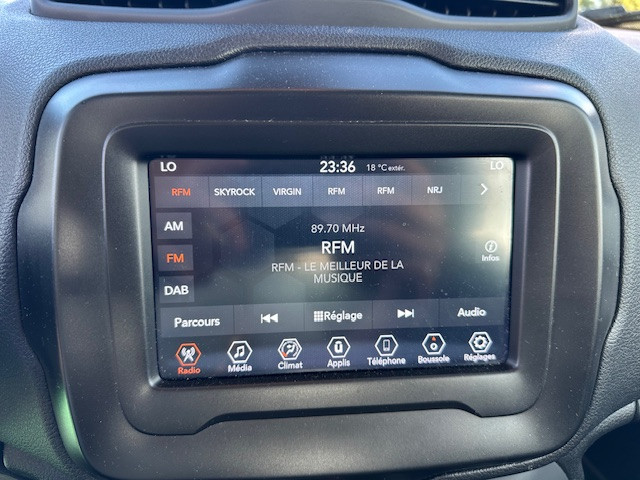 LO 23:36 18 °C extér. LO
RFM SKYROCK VIRGIN RFM RFM NRJ
AM
FM
DAB
89.70 MHz
RFM
RFM - LE MEILLEUR DE LA
MUSIQUE
Infos
Parcours Réglage Audio
Radio Média Climat Applis Téléphone Boussole Réglages